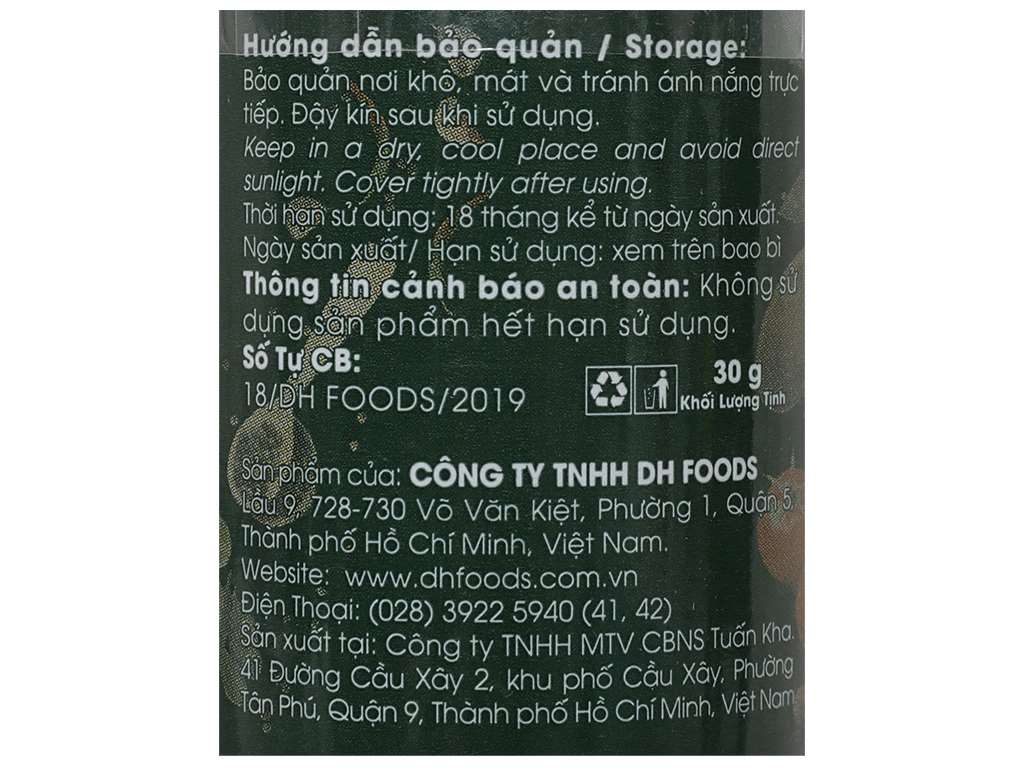 Hướng dẫn bảo quản / Storage:
Bảo quản nơi khô, mát và tránh ánh nắng trực
tiếp. Đậy kín sau khi sử dụng.
Keep in a dry, cool place and avoid direct
sunlight. Cover tightly after using.
Thời hạn sử dụng: 18 tháng kể từ ngày sản xuất.
Ngày sản xuất/ Hạn sử dụng: xem trên bao bì
Thông tin cảnh báo an toàn: Không sử
dụng sản phẩm hết hạn sử dụng.
Số Tự CB:
18/DH FOODS/2019
30 g
Khối Lượng Tịnh
Sản phẩm của: CÔNG TY TNHH DH FOODS
Lầu 9, 728-730 Võ Văn Kiệt, Phường 1, Quận 5,
Thành phố Hồ Chí Minh, Việt Nam.
Website: www.dhfoods.com.vn
Điện Thoại: (028) 3922 5940 (41, 42)
Sản xuất tại: Công ty TNHH MTV CBNS Tuấn Kha.
41 Đường Cầu Xây 2, khu phố Cầu Xây, Phường
Tân Phú, Quận 9, Thành phố Hồ Chí Minh, Việt Nam